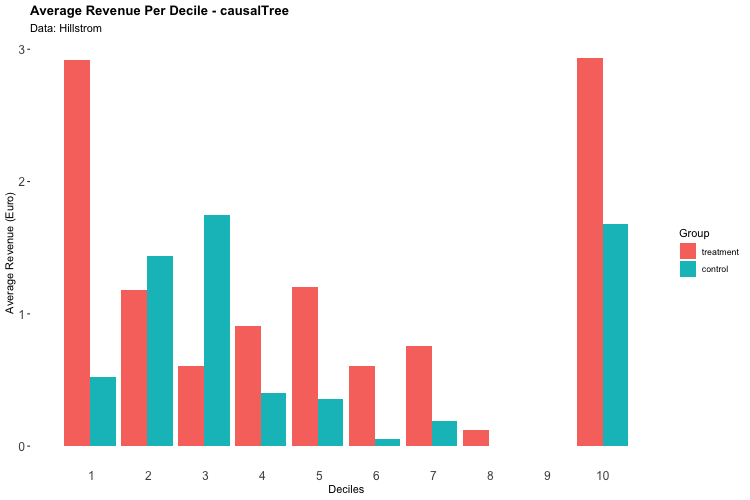 Average Revenue Per Decile - causalTree
Data: Hillstrom
Average Revenue (Euro)
3
2
1
0
1 2 3 4 5 6 7 8 9 10
Deciles
Group
treatment
control